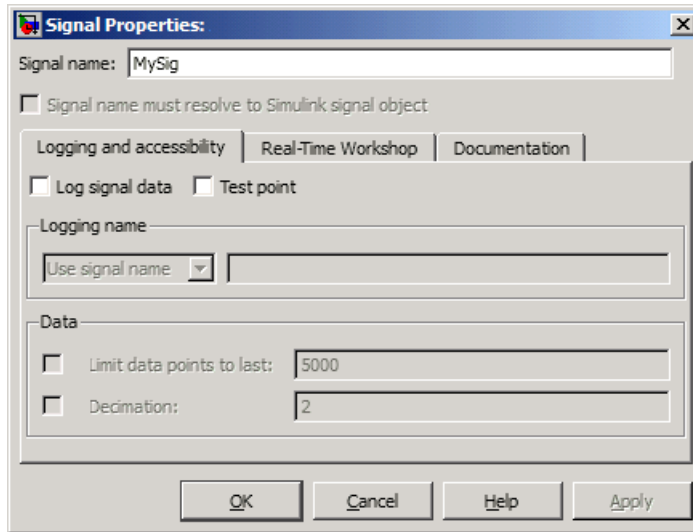 Signal Properties:
Signal name: MySig
Signal name must resolve to Simulink signal object
Logging and accessibility Real-Time Workshop Documentation
Log signal data Test point
Logging name
Use signal name
Data
Limit data points to last: 5000
Decimation: 2
OK Cancel Help Apply